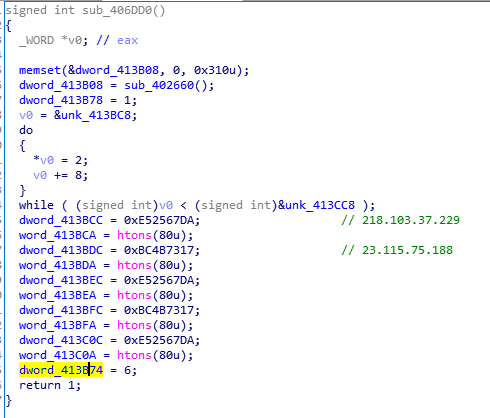 signed int sub_406DD0()
{
_WORD *v0; // eax
memset(&dword_413B08, 0, 0x310u);
dword_413B08 = sub_402660();
dword_413B78 = 1;
v0 = &unk_413BC8;
do
{
*v0 = 2;
v0 += 8;
}
while ( (signed int)v0 < (signed int)&unk_413CC8 );
dword_413BCC = 0xE52567DA; // 218.103.37.229
word_413BCA = htons(80u);
dword_413BDC = 0xBC4B7317; // 23.115.75.188
word_413BDA = htons(80u);
dword_413BEC = 0xE52567DA;
word_413BEA = htons(80u);
dword_413BFC = 0xBC4B7317;
word_413BFA = htons(80u);
dword_413C0C = 0xE52567DA;
word_413C0A = htons(80u);
dword_413B74 = 6;
return 1;
}